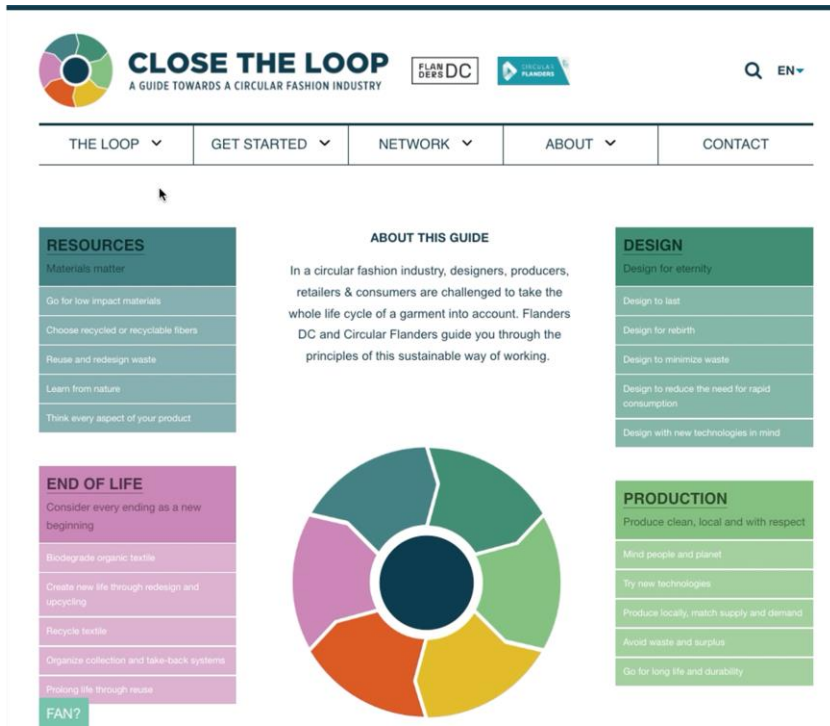 CLOSE THE LOOP
A GUIDE TOWARDS A CIRCULAR FASHION INDUSTRY
FLAN
DERS DC
CIRCULAR
FLANDERS
EN
THE LOOP
GET STARTED
NETWORK
ABOUT
CONTACT
RESOURCES
Materials matter
Go for low impact materials
Choose recycled or recyclable fibers
Reuse and redesign waste
Learn from nature
Think every aspect of your product
END OF LIFE
Consider every ending as a new
beginning
Biodegrade organic textile
Create new life through redesign and
upcycling
Recycle textile
Organize collection and take-back systems
Prolong life through reuse
FAN?
ABOUT THIS GUIDE
In a circular fashion industry, designers, producers,
retailers & consumers are challenged to take the
whole life cycle of a garment into account. Flanders
DC and Circular Flanders guide you through the
principles of this sustainable way of working.
DESIGN
Design for eternity
Design to last
Design for rebirth
Design to minimize waste
Design to reduce the need for rapid
consumption
Design with new technologies in mind
PRODUCTION
Produce clean, local and with respect
Mind people and planet
Try new technologies
Produce locally, match supply and demand
Avoid waste and surplus
Go for long life and durability